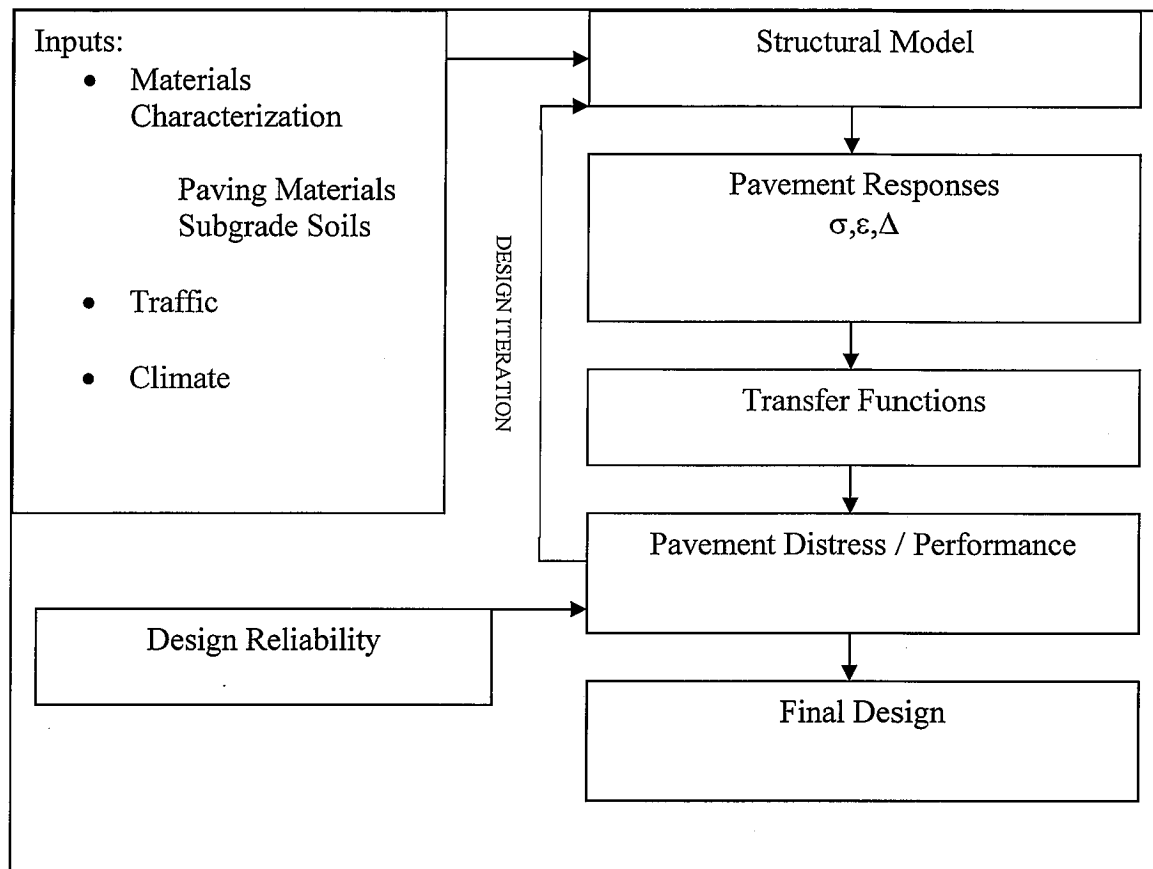 Inputs:
• Materials
Characterization
Paving Materials
Subgrade Soils
• Traffic
• Climate
Structural Model
Pavement Responses
σ,ε,Δ
DESIGN ITERATION
Transfer Functions
Pavement Distress / Performance
Design Reliability
Final Design